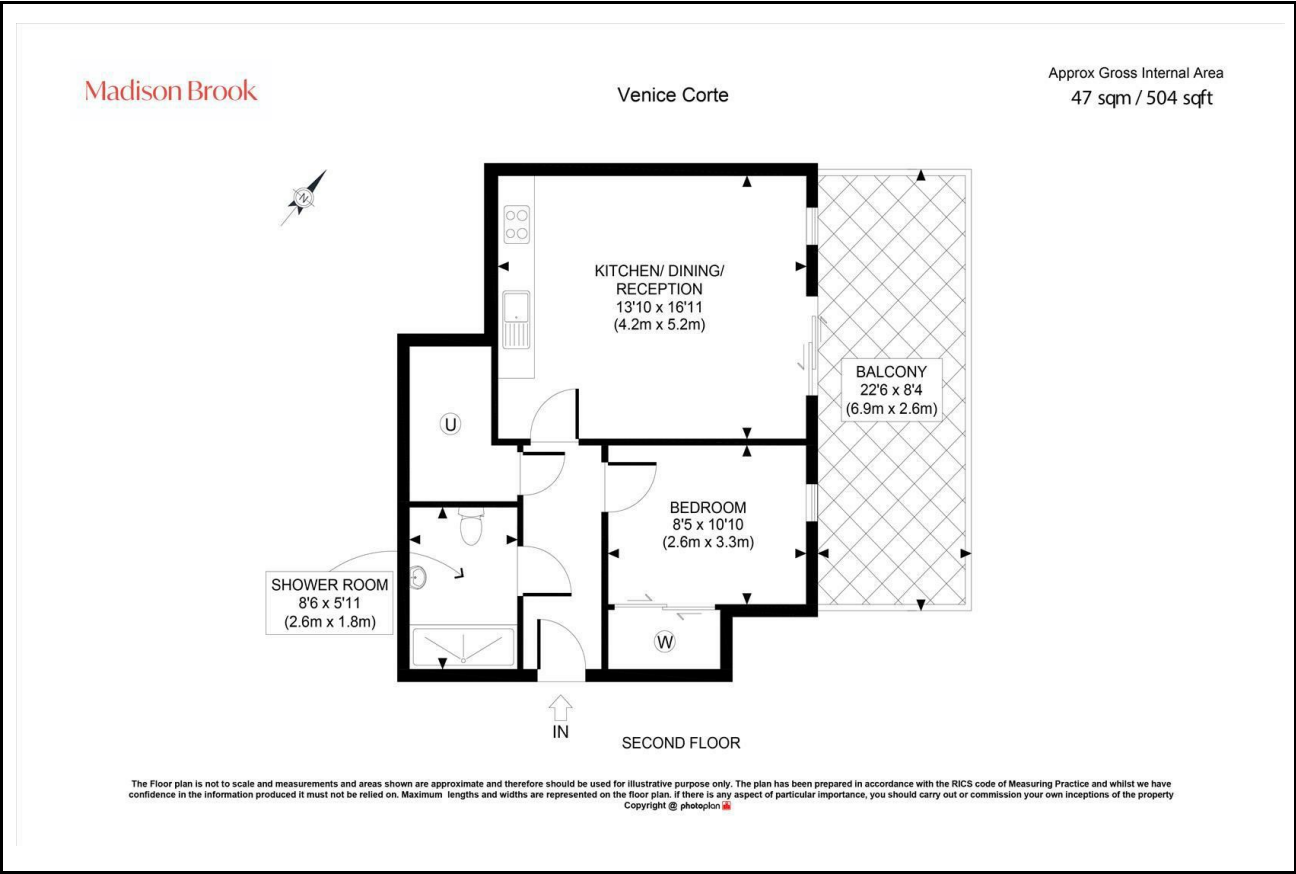 Madison Brook
Venice Corte
Approx Gross Internal Area
47 sqm / 504 sqft
N
KITCHEN/ DINING/
RECEPTION
13'10 x 16'11
(4.2m x 5.2m)
BALCONY
22'6 x 8'4
(6.9m x 2.6m)
U
BEDROOM
8'5 x 10'10
(2.6m x 3.3m)
SHOWER ROOM
8'6 x 5'11
(2.6m x 1.8m)
W
IN
SECOND FLOOR
The Floor plan is not to scale and measurements and areas shown are approximate and therefore should be used for illustrative purpose only. The plan has been prepared in accordance with the RICS code of Measuring Practice and whilst we have
confidence in the information produced it must not be relied on. Maximum lengths and widths are represented on the floor plan. if there is any aspect of particular importance, you should carry out or commission your own inceptions of the property
Copyright @ photoplan